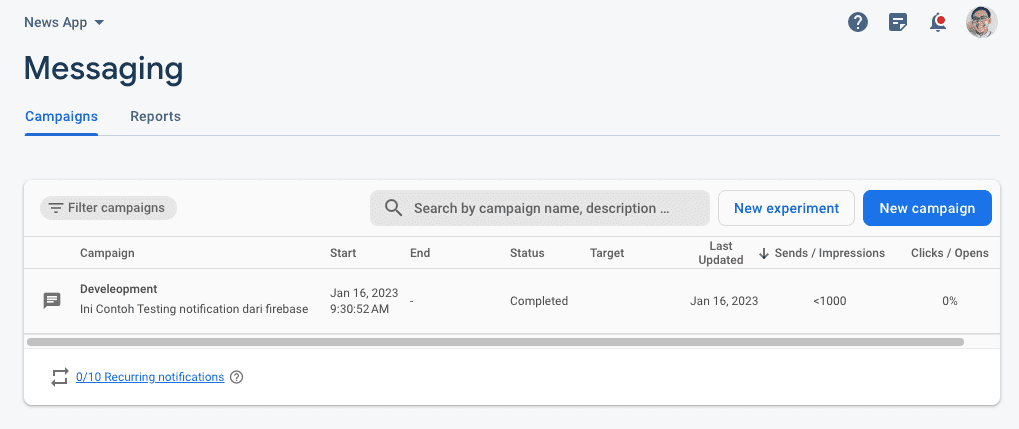 News App
Messaging
Campaigns Reports
Filter campaigns Search by campaign name, description ... New experiment New campaign
Campaign Start End Status Target Last Updated Sends / Impressions Clicks / Opens
Develeopment
Ini Contoh Testing notification dari firebase
Jan 16, 2023
9:30:52 AM
- Completed Jan 16, 2023 <1000 0%
0/10 Recurring notifications